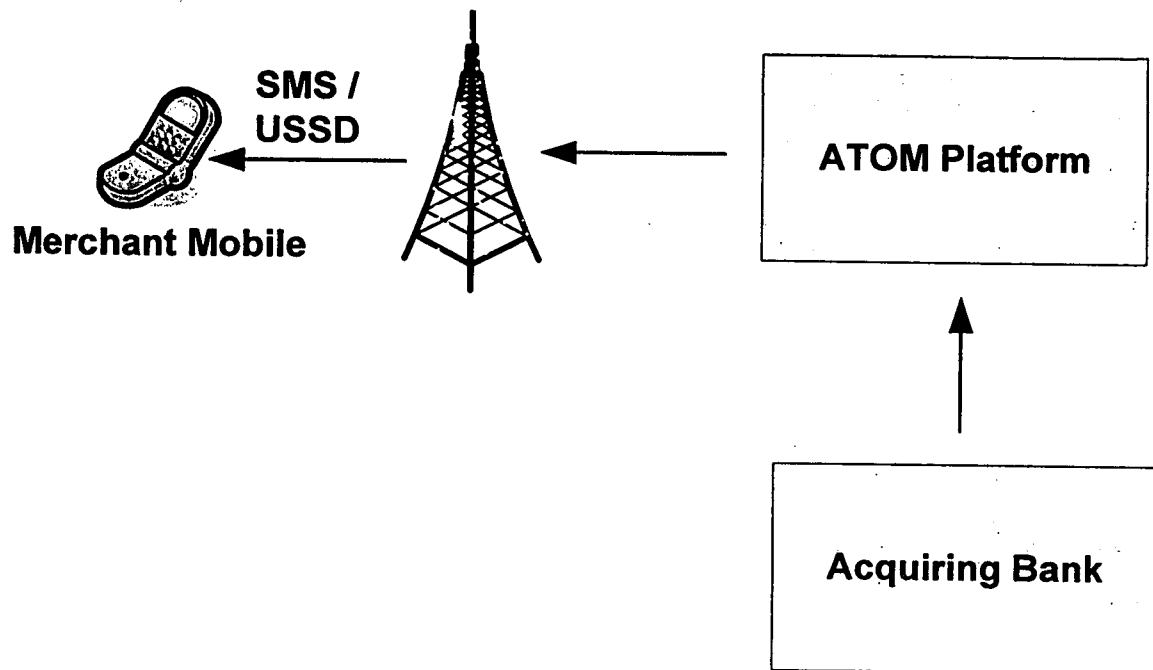 SMS /
USSD
ATOM Platform
Merchant Mobile
Acquiring Bank